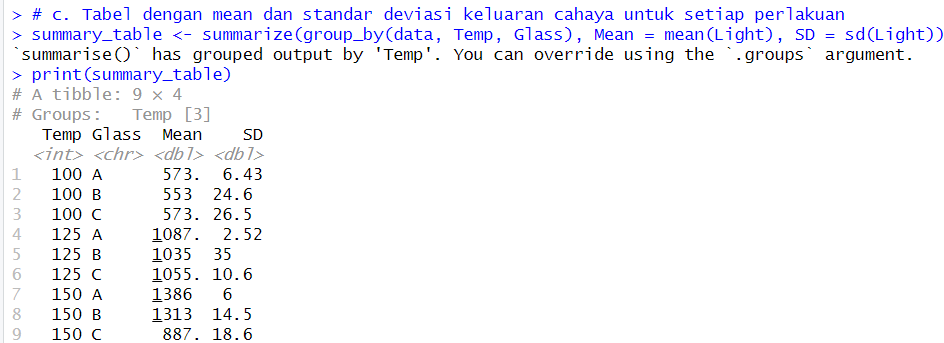 > # c. Tabel dengan mean dan standar deviasi keluaran cahaya untuk setiap perlakuan
> summary_table <- summarize(group_by(data, Temp, Glass), Mean = mean(Light), SD = sd(Light))
`summarise()` has grouped output by 'Temp'. You can override using the `.groups` argument.
> print(summary_table)
# A tibble: 9 × 4
# Groups:   Temp [3]
   Temp Glass  Mean    SD
  <int> <chr> <dbl> <dbl>
1   100 A      573.  6.43
2   100 B      553  24.6
3   100 C      573. 26.5
4   125 A     1087.  2.52
5   125 B     1035  35
6   125 C     1055. 10.6
7   150 A     1386   6
8   150 B     1313  14.5
9   150 C      887. 18.6